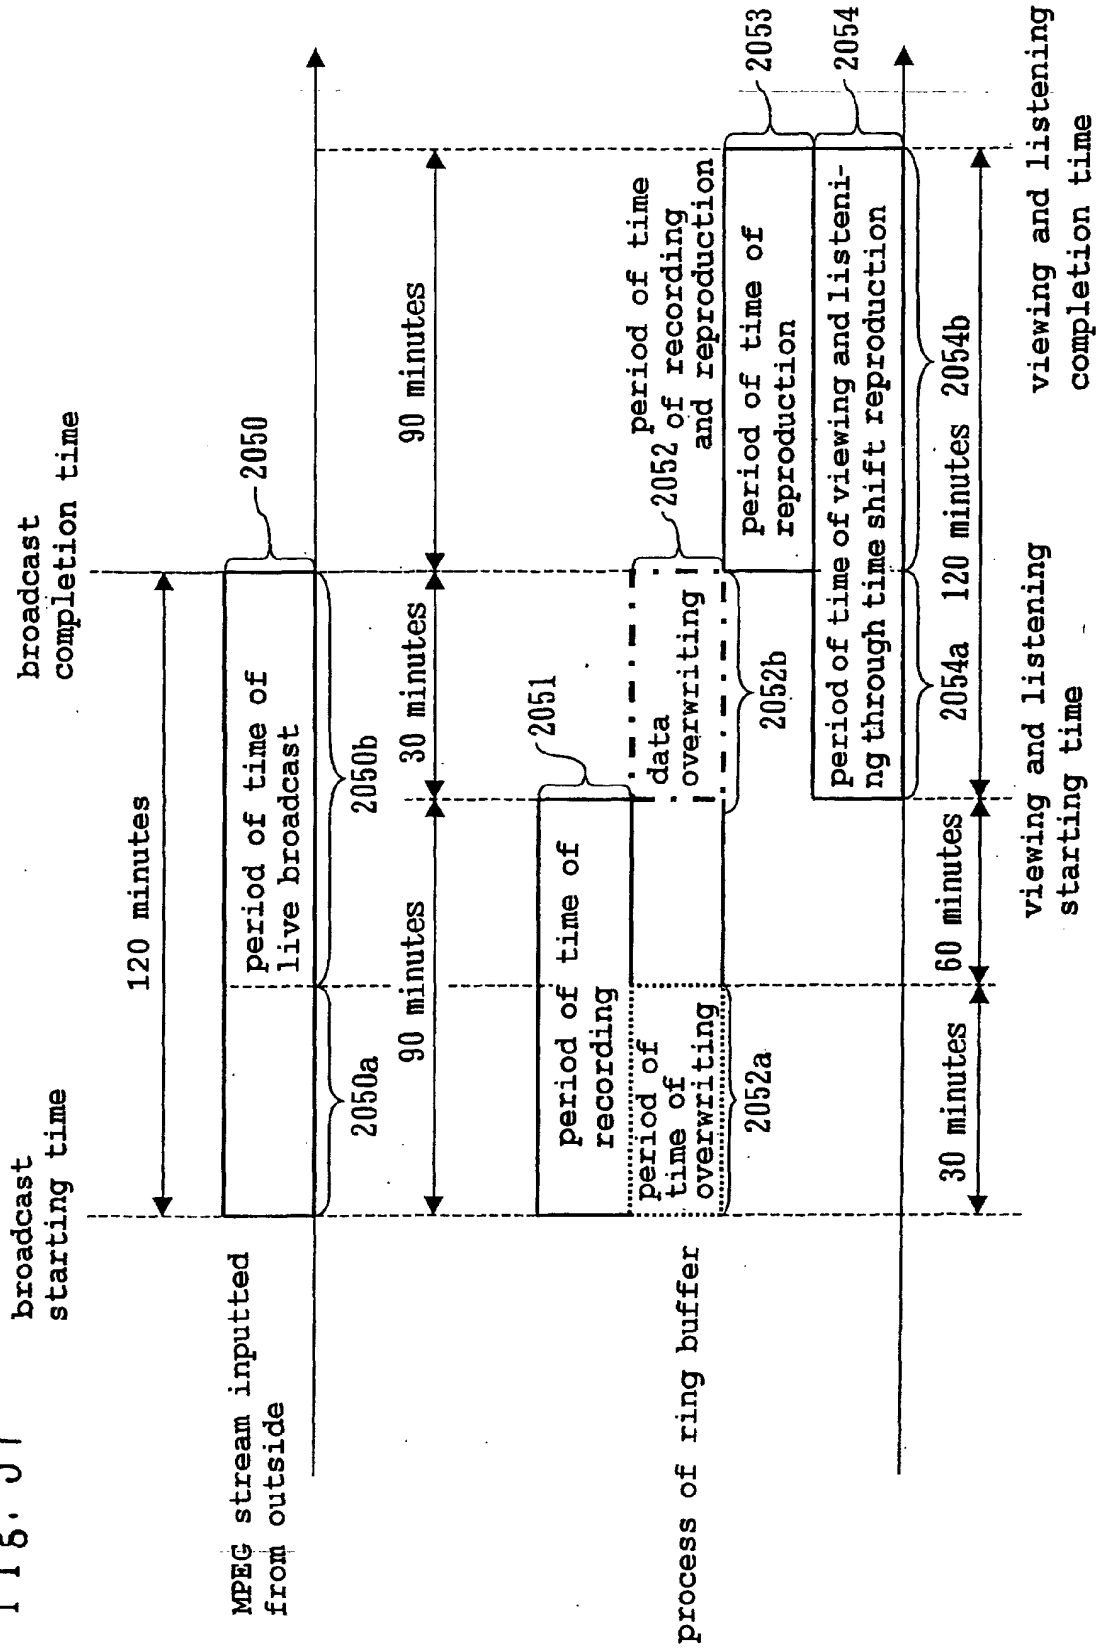 broadcast
starting time
broadcast
completion time
120 minutes
MPEG stream inputted
from outside
period of time of
live broadcast
2050
2050a
2050b
90 minutes
30 minutes
90 minutes
process of ring buffer
period of time of
recording
2051
period of
time of
overwriting
data
overwriting
2052
period of time
of recording
and reproduction
2052a
2052b
period of time of
reproduction
2053
period of time of viewing and listeni-
ng through time shift reproduction
2054
2054a
2054b
30 minutes
60 minutes
120 minutes
viewing and listening
starting time
viewing and listening
completion time